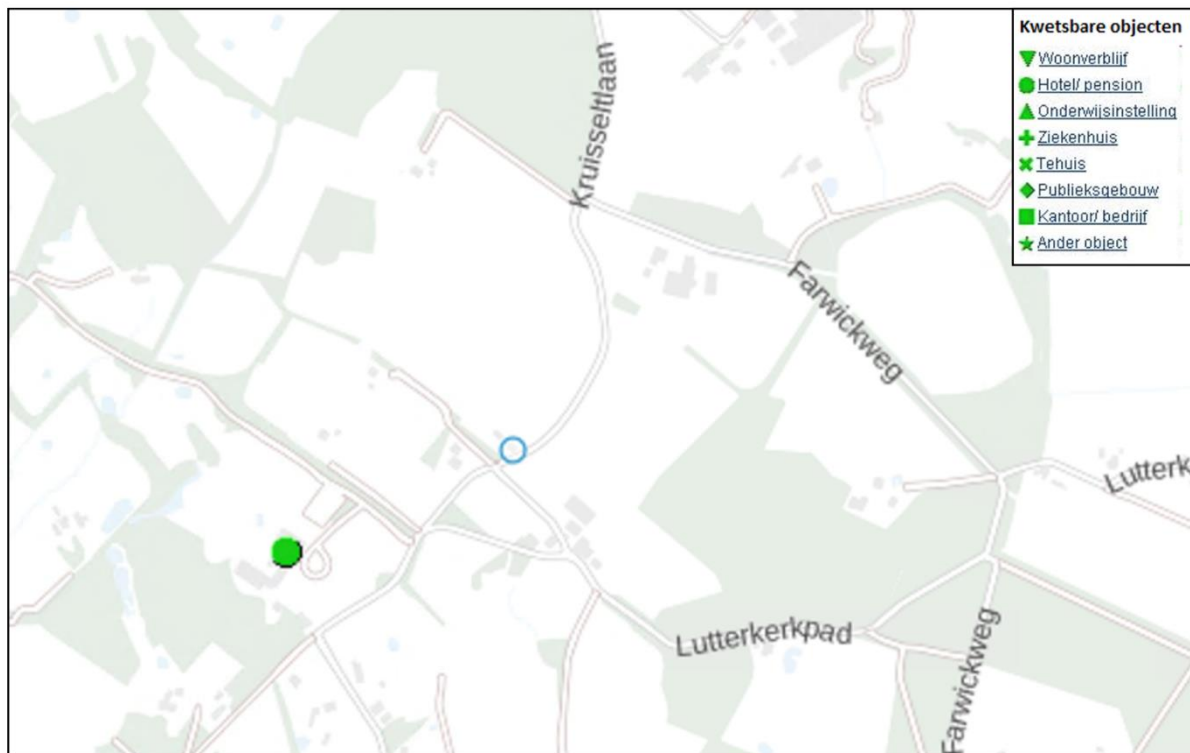 Kwetsbare objecten
Woonverblijf
Hotel/ pension
Onderwijsinstelling
Ziekenhuis
Tehuis
Publieksgebouw
Kantoor/ bedrijf
Ander object
Kruisseltlaan
Farwickweg
Lutterk
Lutterkerkpad
Farwickweg